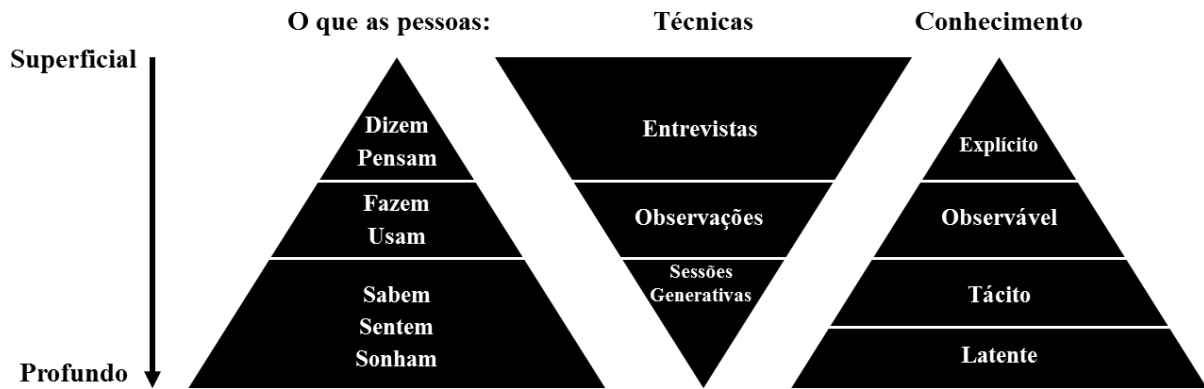 O que as pessoas:
Técnicas
Conhecimento
Superficial
Dizem
Pensam
Entrevistas
Explícito
Fazem
Usam
Observações
Observável
Sabem
Sentem
Sonham
Sessões
Generativas
Tácito
Latente
Profundo